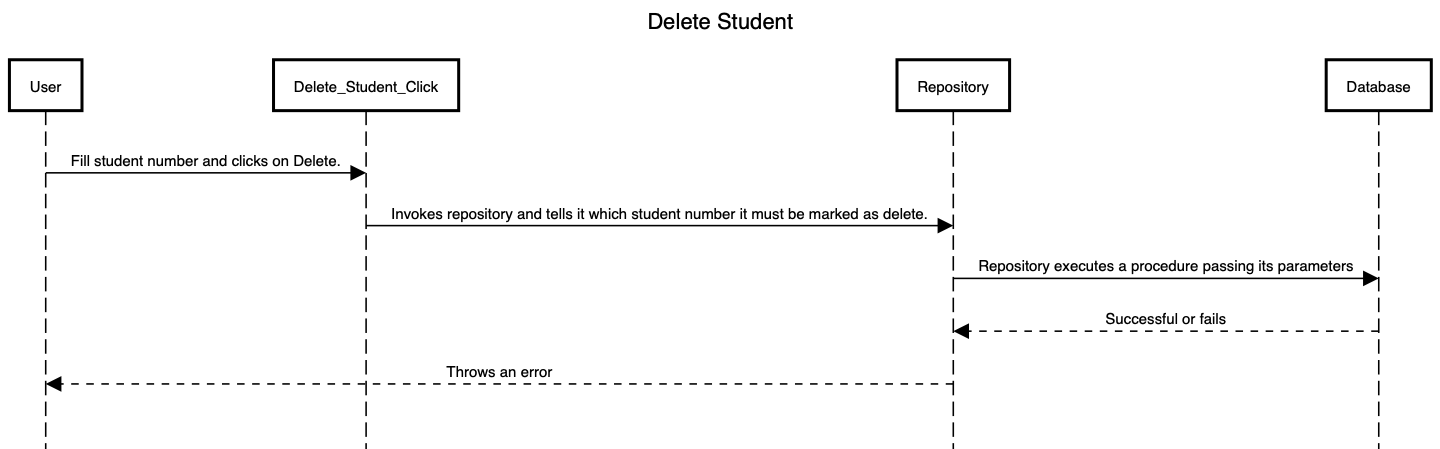 Delete Student
User
Delete_Student_Click
Repository
Database
Fill student number and clicks on Delete.
Invokes repository and tells it which student number it must be marked as delete.
Repository executes a procedure passing its parameters
Successful or fails
Throws an error